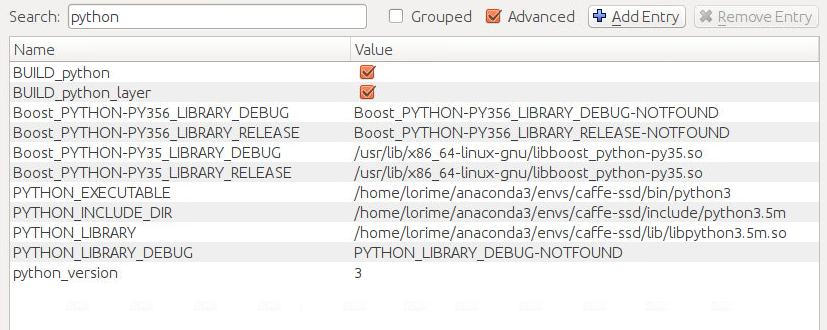 Search: python Grouped Advanced Add Entry Remove Entry
Name Value
BUILD_python
BUILD_python_layer
Boost_PYTHON-PY356_LIBRARY_DEBUG Boost_PYTHON-PY356_LIBRARY_DEBUG-NOTFOUND
Boost_PYTHON-PY356_LIBRARY_RELEASE Boost_PYTHON-PY356_LIBRARY_RELEASE-NOTFOUND
Boost_PYTHON-PY35_LIBRARY_DEBUG /usr/lib/x86_64-linux-gnu/libboost_python-py35.so
Boost_PYTHON-PY35_LIBRARY_RELEASE /usr/lib/x86_64-linux-gnu/libboost_python-py35.so
PYTHON_EXECUTABLE /home/lorime/anaconda3/envs/caffe-ssd/bin/python3
PYTHON_INCLUDE_DIR /home/lorime/anaconda3/envs/caffe-ssd/include/python3.5m
PYTHON_LIBRARY /home/lorime/anaconda3/envs/caffe-ssd/lib/libpython3.5m.so
PYTHON_LIBRARY_DEBUG PYTHON_LIBRARY_DEBUG-NOTFOUND
python_version 3